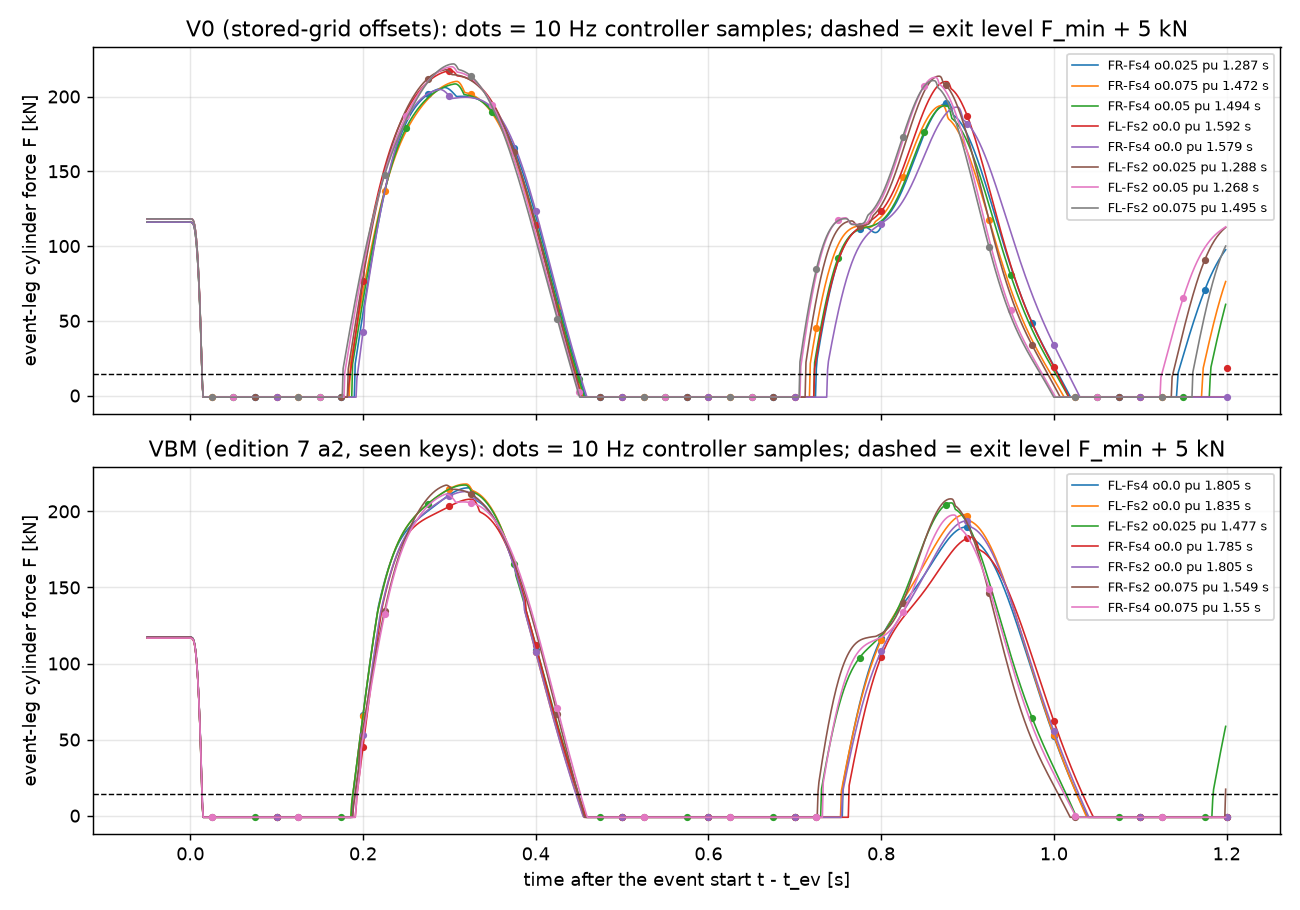 V0 (stored-grid offsets): dots = 10 Hz controller samples; dashed = exit level F_min + 5 kN
event-leg cylinder force F [kN]
200
150
100
50
0
FR-Fs4 o0.025 pu 1.287 s
FR-Fs4 o0.075 pu 1.472 s
FR-Fs4 o0.05 pu 1.494 s
FL-Fs2 o0.0 pu 1.592 s
FR-Fs4 o0.0 pu 1.579 s
FL-Fs2 o0.025 pu 1.288 s
FL-Fs2 o0.05 pu 1.268 s
FL-Fs2 o0.075 pu 1.495 s
VBM (edition 7 a2, seen keys): dots = 10 Hz controller samples; dashed = exit level F_min + 5 kN
event-leg cylinder force F [kN]
200
150
100
50
0
FL-Fs4 o0.0 pu 1.805 s
FL-Fs2 o0.0 pu 1.835 s
FL-Fs2 o0.025 pu 1.477 s
FR-Fs4 o0.0 pu 1.785 s
FR-Fs2 o0.0 pu 1.805 s
FR-Fs2 o0.075 pu 1.549 s
FR-Fs4 o0.075 pu 1.55 s
0.0 0.2 0.4 0.6 0.8 1.0 1.2
time after the event start t - t_ev [s]